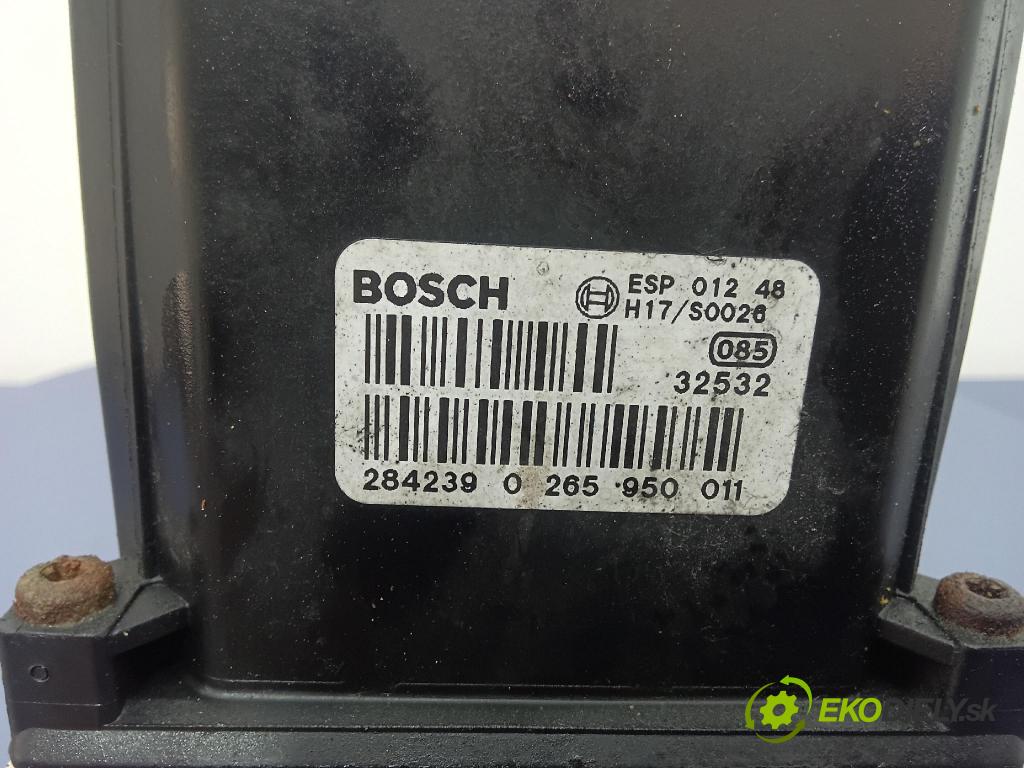 BOSCH
ESP 012 48
H17/S0026
085
32532
284239 0 265 950 011
EKODIELY.sk